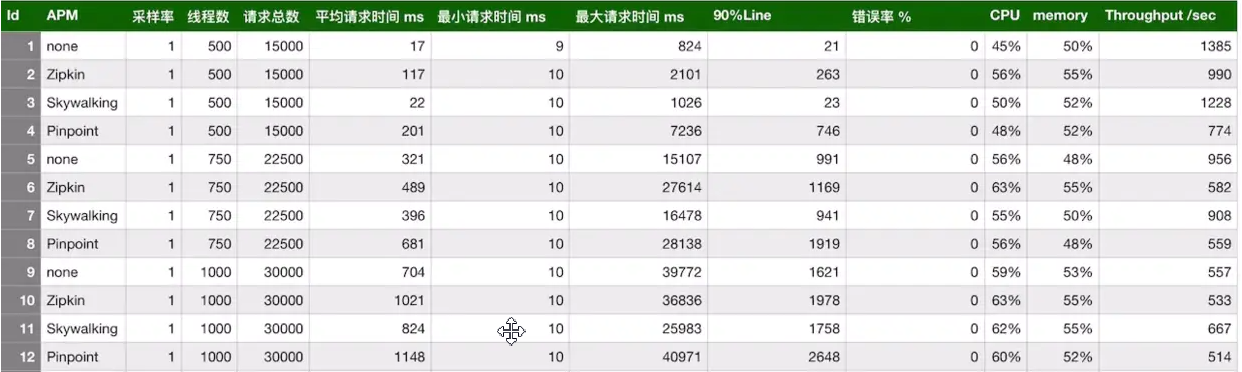 Id APM 采样率 线程数 请求总数 平均请求时间 ms 最小请求时间 ms 最大请求时间 ms 90%Line 错误率 % CPU memory Throughput /sec
1 none 1 500 15000 17 9 824 21 0 45% 50% 1385
2 Zipkin 1 500 15000 117 10 2101 263 0 56% 55% 990
3 Skywalking 1 500 15000 22 10 1026 23 0 50% 52% 1228
4 Pinpoint 1 500 15000 201 10 7236 746 0 48% 52% 774
5 none 1 750 22500 321 10 15107 991 0 56% 48% 956
6 Zipkin 1 750 22500 489 10 27614 1169 0 63% 55% 582
7 Skywalking 1 750 22500 396 10 16478 941 0 55% 50% 908
8 Pinpoint 1 750 22500 681 10 28138 1919 0 56% 48% 559
9 none 1 1000 30000 704 10 39772 1621 0 59% 53% 557
10 Zipkin 1 1000 30000 1021 10 36836 1978 0 63% 55% 533
11 Skywalking 1 1000 30000 824 10 25983 1758 0 62% 55% 667
12 Pinpoint 1 1000 30000 1148 10 40971 2648 0 60% 52% 514